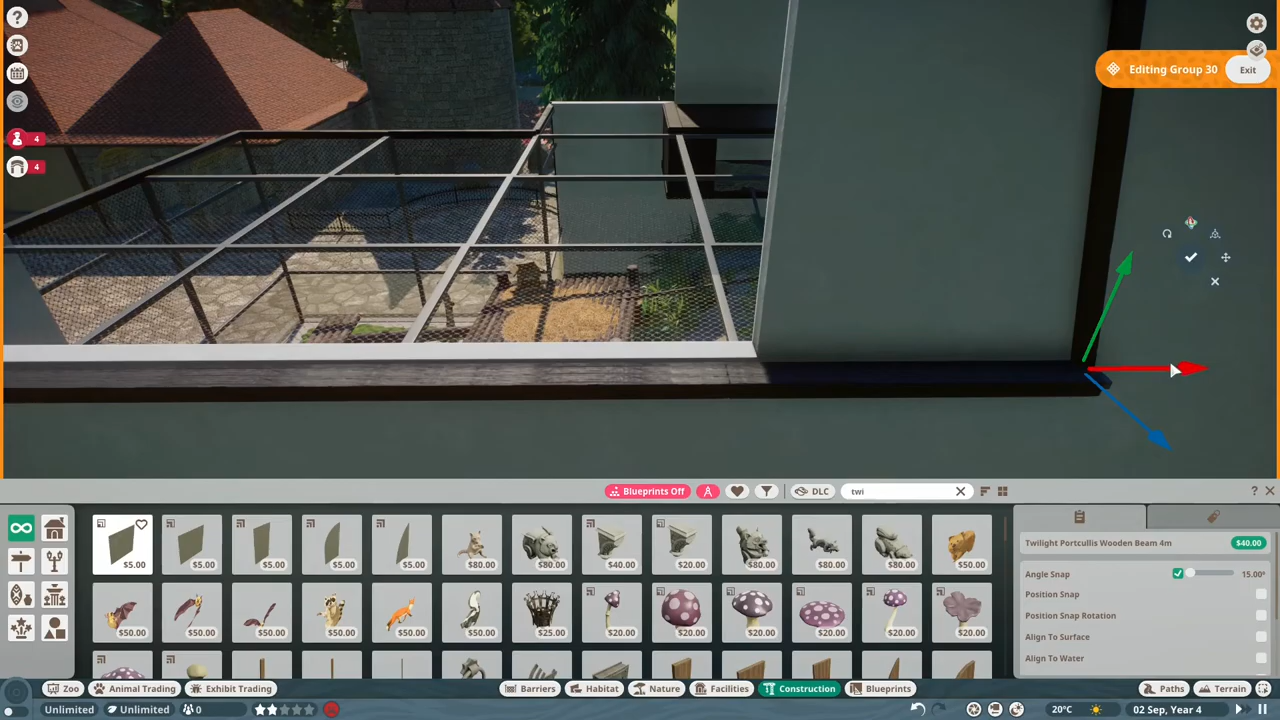 ?
Editing Group 30
Exit
4
4
Blueprints Off
DLC
twi
?
$5.00
$5.00
$5.00
$5.00
$5.00
$80.00
$80.00
$40.00
$20.00
$80.00
$80.00
$80.00
$50.00
Twilight Portcullis Wooden Beam 4m
$40.00
Angle Snap
15.00°
Position Snap
Position Snap Rotation
Align To Surface
Align To Water
$50.00
$50.00
$50.00
$50.00
$50.00
$50.00
$25.00
$20.00
$20.00
$20.00
$20.00
$20.00
$20.00
Zoo
Animal Trading
Exhibit Trading
Barriers
Habitat
Nature
Facilities
Construction
Blueprints
Paths
Terrain
Unlimited
Unlimited
0
20°C
02 Sep, Year 4